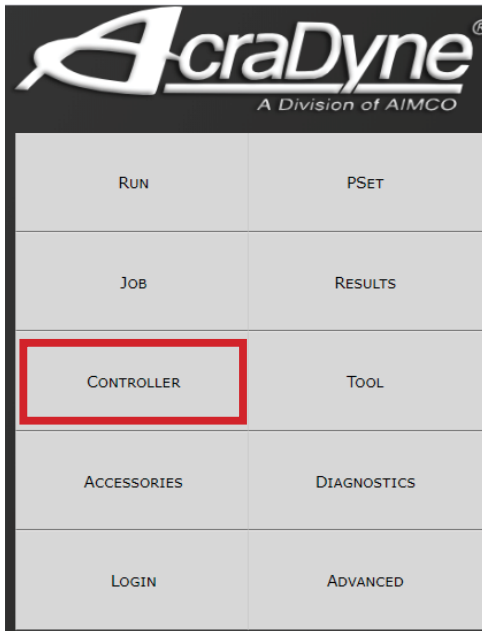 AcraDyne®
A Division of AIMCO
RUN PSET
JOB RESULTS
CONTROLLER TOOL
ACCESSORIES DIAGNOSTICS
LOGIN ADVANCED